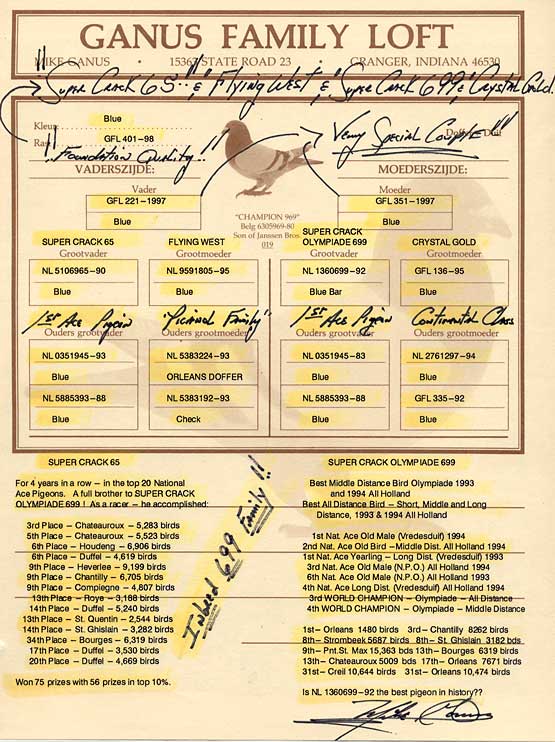 GANUS FAMILY LOFT
MIKE GANUS • 15367 STATE ROAD 23 • GRANGER, INDIANA 46530
"Super Crack 65" & "Flying West" & "Super Crack 699 & Crystal Gold.
Kleur Blue
Ras GFL 401-98
"Foundation Quality"!!
Very Special Couple"!!
Doffer - Duif
VADERSZIJDE:
MOEDERSZIJDE:
Vader
Moeder
GFL 221-1997
GFL 351-1997
Blue
Blue
"CHAMPION 969"
Belg 6305969-80
Son of Janssen Bros.
019
SUPER CRACK 65
FLYING WEST
SUPER CRACK
OLYMPIADE 699
CRYSTAL GOLD
Grootvader
Grootmoeder
Grootvader
Grootmoeder
NL 5106965-90
NL 9591805-95
NL 1360699-92
GFL 136-95
Blue
Blue
Blue Bar
Blue
1st Ace Pigeon
"Picanol Family"
1st Ace Pigeon
Continental Class
Ouders grootvader
Ouders grootmoeder
Ouders grootvader
Ouders grootmoeder
NL 0351945-93
NL 5383224-93
NL 0351945-83
NL 2761297-94
Blue
ORLEANS DOFFER
Blue
Blue
NL 5885393-88
NL 5383192-93
NL 5885393-88
GFL 335-92
Blue
Check
Blue
Blue
SUPER CRACK 65
For 4 years in a row – in the top 20 National
Ace Pigeons. A full brother to SUPER CRACK
OLYMPIADE 699 ! As a racer – he accomplished:
3rd Place - Chateauroux - 5,283 birds
5th Place - Chateauroux - 5,523 birds
6th Place - Houdeng - 6,906 birds
6th Place - Duffel - 4,619 birds
9th Place - Heverlee - 9,199 birds
9th Place - Chantilly - 6,705 birds
9th Place - Compiegne - 4,807 birds
13th Place - Roye - 3,188 birds
14th Place - Duffel - 5,240 birds
13th Place - St. Quentin - 2,544 birds
14th Place - St. Ghislain - 3,282 birds
34th Place - Bourges - 6,319 birds
17th Place - Duffel - 3,530 birds
20th Place - Duffel - 4,669 birds
Won 75 prizes with 56 prizes in top 10%.
Inbreed 699 Family!!
SUPER CRACK OLYMPIADE 699
Best Middle Distance Bird Olympiade 1993
and 1994 All Holland
Best All Distance Bird - Short, Middle and Long
Distance, 1993 & 1994 All Holland
1st Nat. Ace Old Male (Vredesduif) 1994
2nd Nat. Ace Old Bird - Middle Dist. All Holland 1994
1st Nat. Ace Yearling - Long Dist. (Vredesduif) 1993
3rd Nat. Ace Old Male (N.P.O.) All Holland 1993
6th Nat. Ace Old Male (N.P.O.) All Holland 1993
4th Nat. Ace Long Dist. (Vredesduif) All Holland 1994
3rd WORLD CHAMPION - Olympiade - All Distance
4th WORLD CHAMPION - Olympiade - Middle Distance
1st- Orleans 1480 birds 3rd- Chantilly 8262 birds
8th- Strombeek 5687 birds 8th- St. Ghislein 3182 bds
9th- Pnt.St. Max 15,363 bds 13th- Bourges 6319 birds
13th- Chateauroux 5009 bds 17th- Orleans 7671 birds
31st- Creil 10,644 birds 31st- Orleans 10,474 birds
Is NL 1360699-92 the best pigeon in history??
Mike Ganus